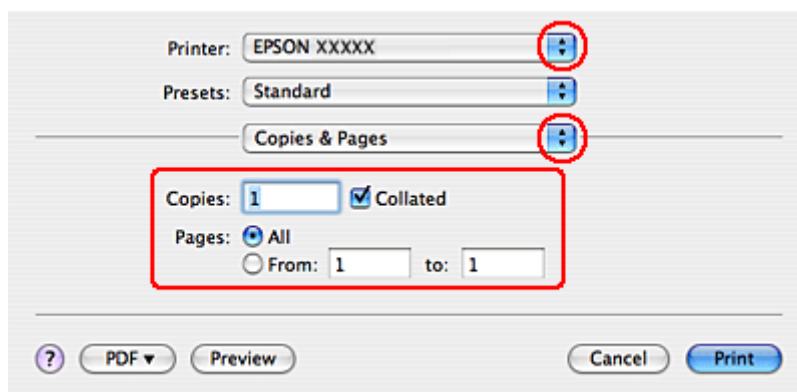 Printer: EPSON XXXXX
Presets: Standard
Copies & Pages
Copies: 1 Collated
Pages: All
From: 1 to: 1
? PDF ▼ Preview Cancel Print